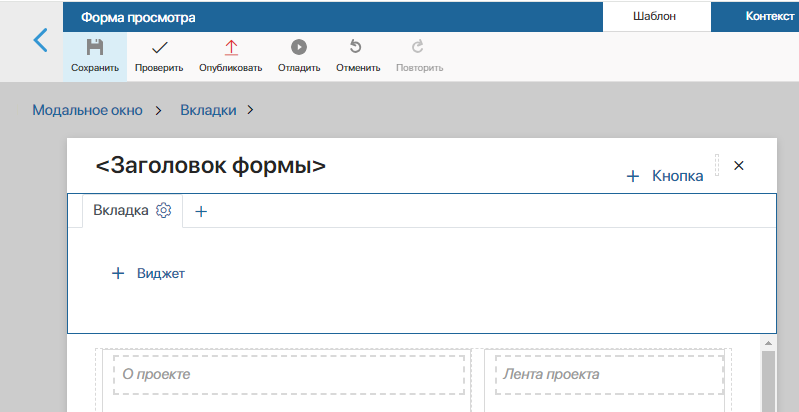 Форма просмотра
Шаблон
Контекст
Сохранить
Проверить
Опубликовать
Отладить
Отменить
Повторить
Модальное окно > Вкладки >
<Заголовок формы>
+ Кнопка
Вкладка
+ Виджет
О проекте
Лента проекта